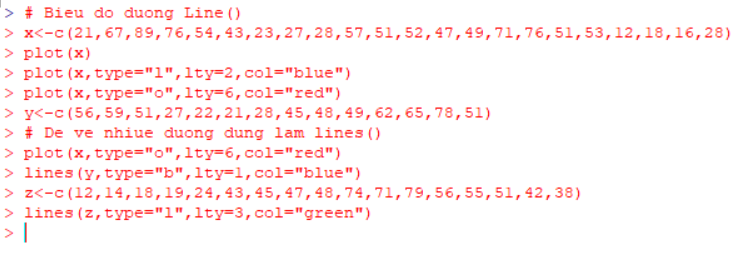 > # Bieu do duong Line()
> x<-c(21,67,89,76,54,43,23,27,28,57,51,52,47,49,71,76,51,53,12,18,16,28)
> plot(x)
> plot(x,type="l",lty=2,col="blue")
> plot(x,type="o",lty=6,col="red")
> y<-c(56,59,51,27,22,21,28,45,48,49,62,65,78,51)
> # De ve nhiue duong dung lam lines()
> plot(x,type="o",lty=6,col="red")
> lines(y,type="b",lty=1,col="blue")
> z<-c(12,14,18,19,24,43,45,47,48,74,71,79,56,55,51,42,38)
> lines(z,type="l",lty=3,col="green")
>